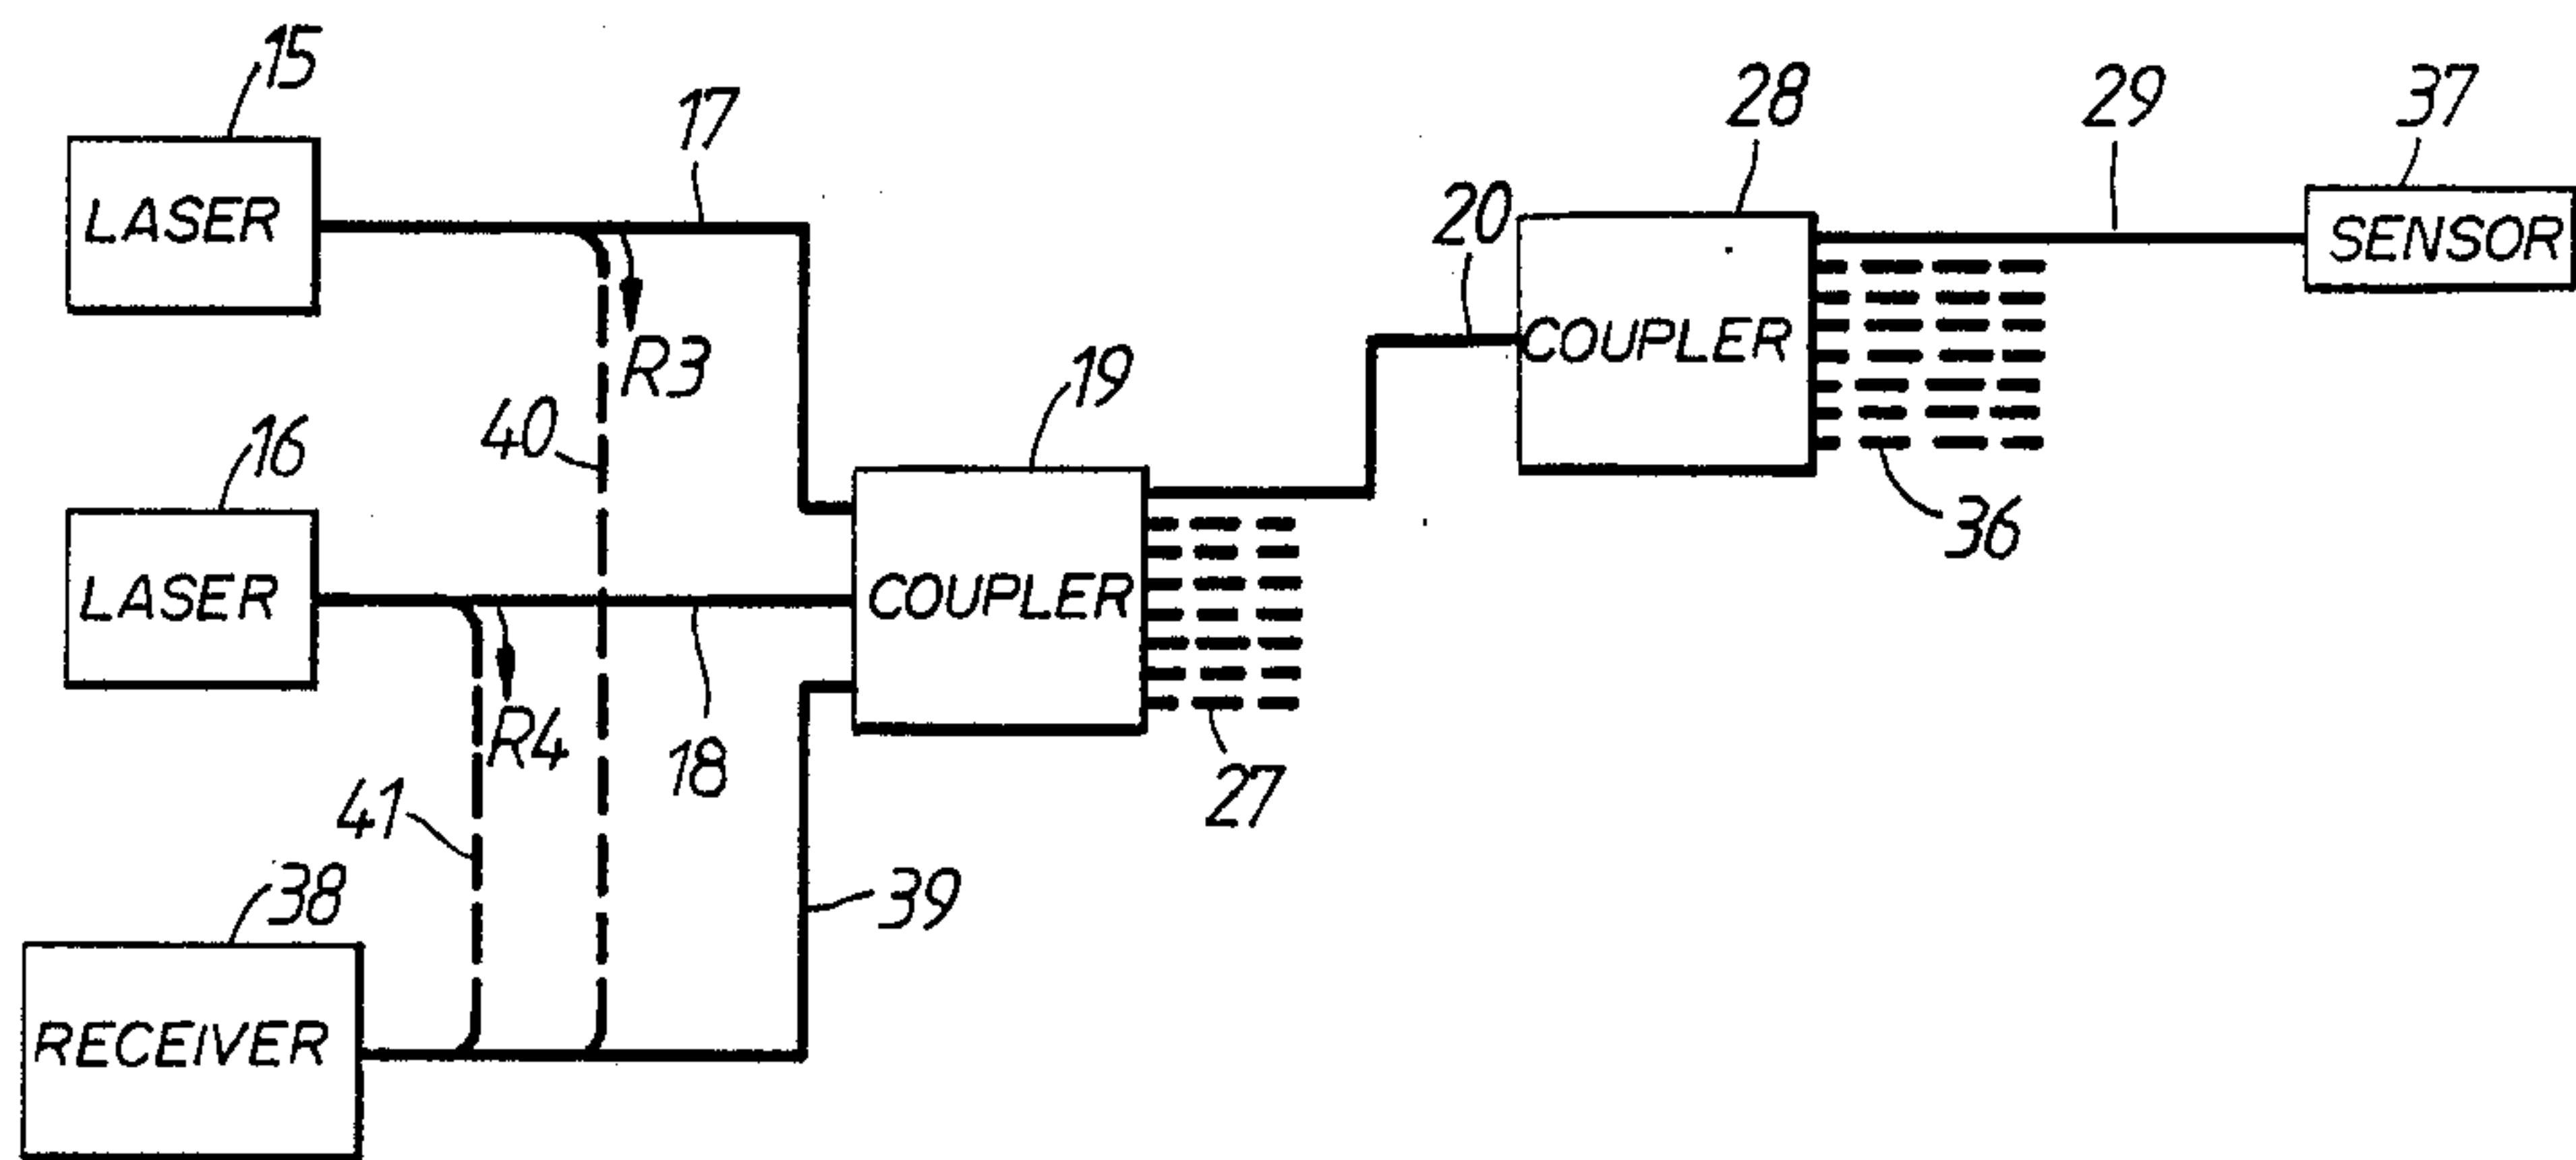 15
LASER
17
R3
40
16
LASER
R4
18
41
38
RECEIVER
39
19
COUPLER
27
20
28
COUPLER
36
29
37
SENSOR